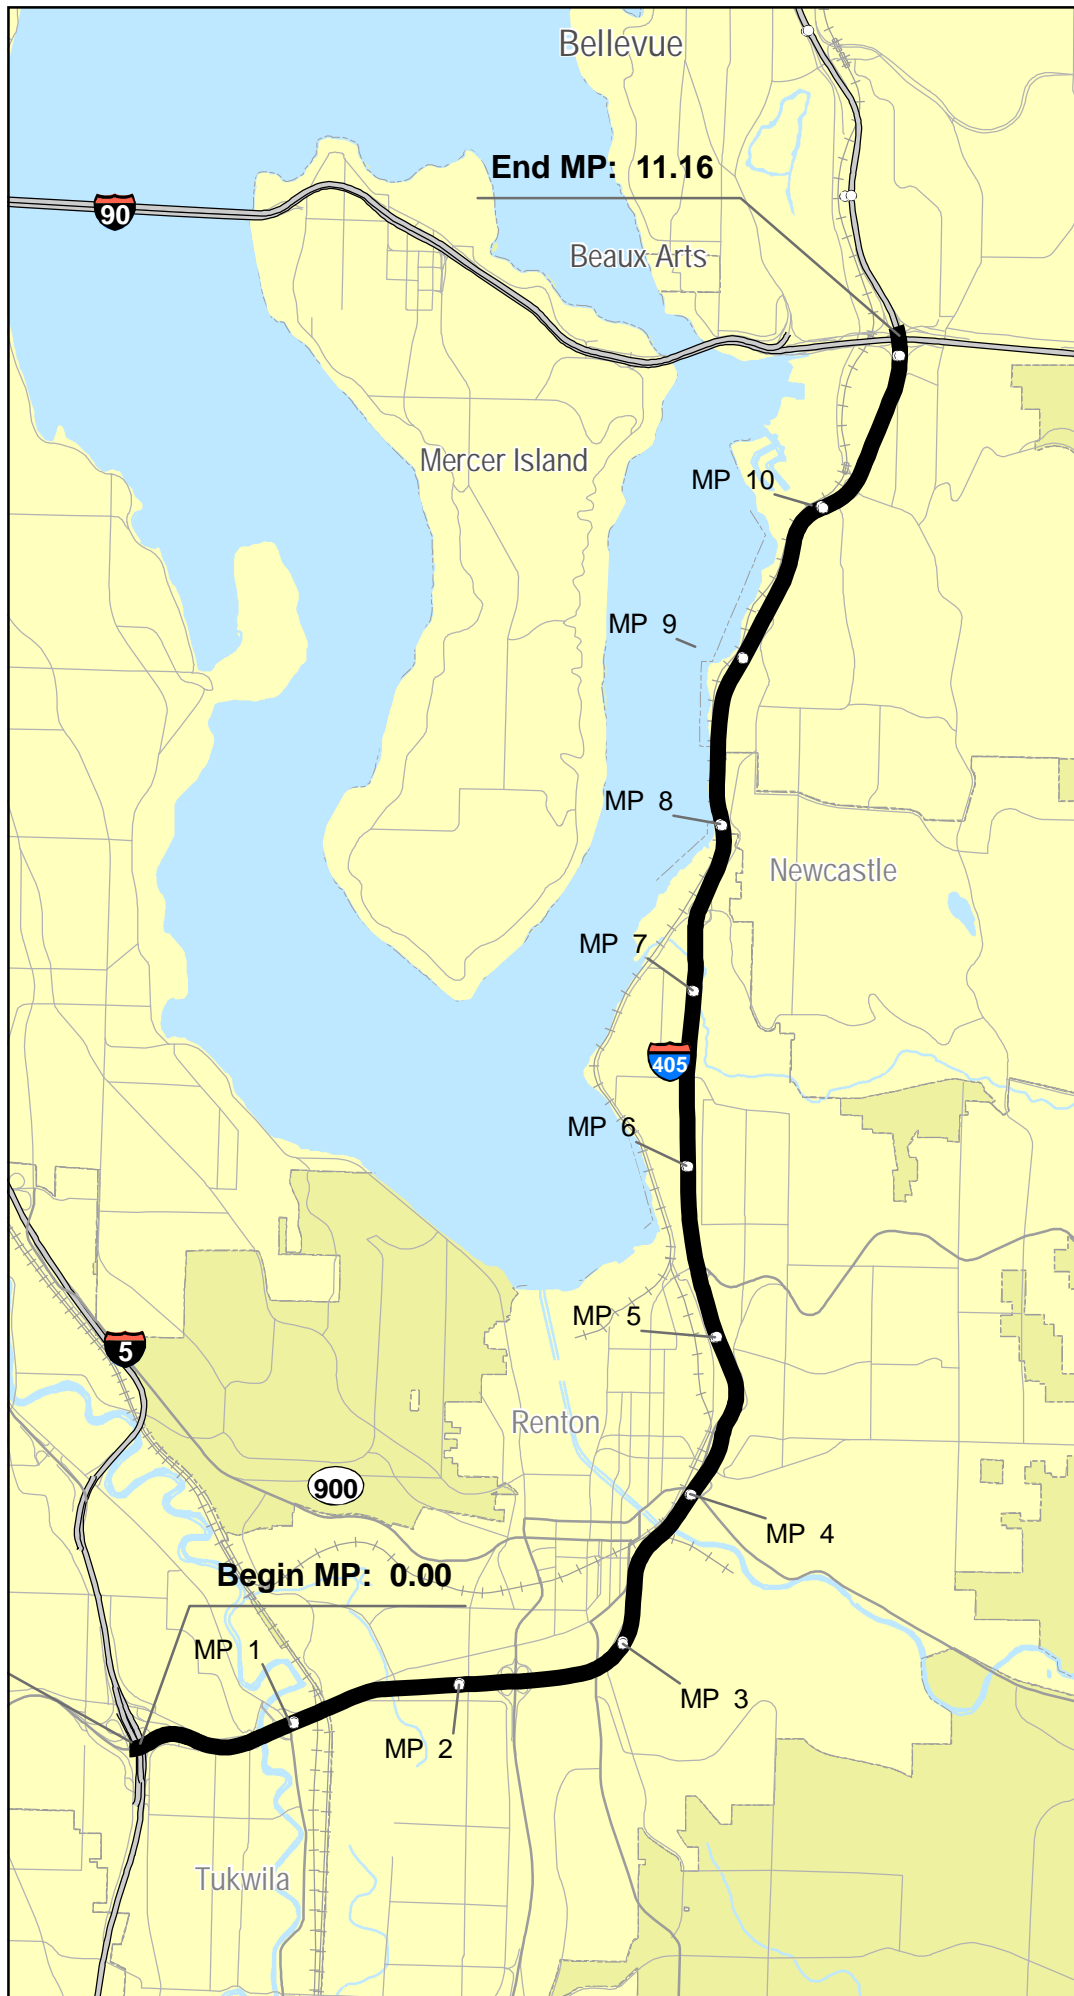 Bellevue
End MP: 11.16
90
Beaux Arts
Mercer Island
MP 10
MP 9
MP 8
Newcastle
MP 7
405
MP 6
MP 5
5
Renton
900
MP 4
Begin MP: 0.00
MP 1
MP 3
MP 2
Tukwila